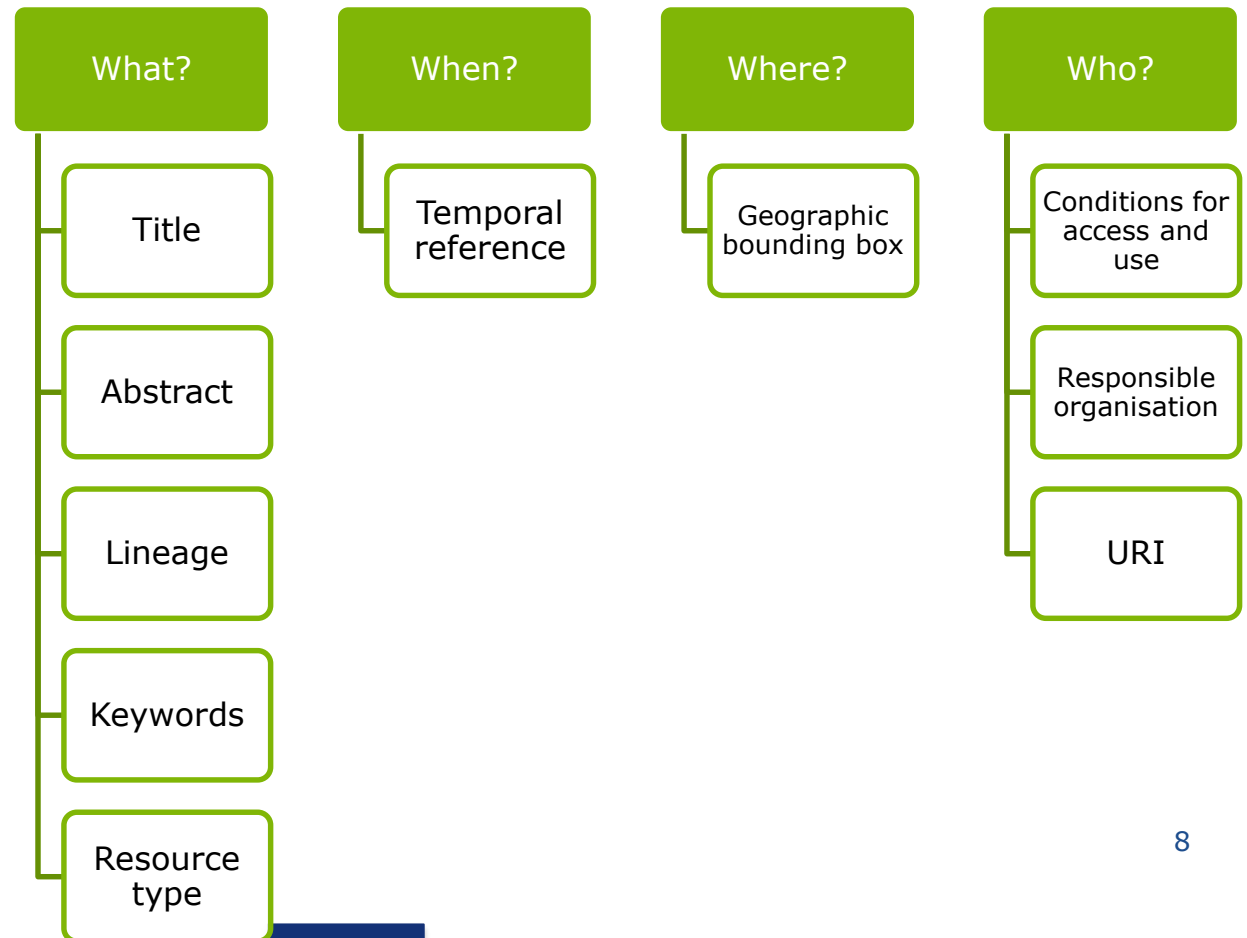 What?
Title
Abstract
Lineage
Keywords
Resource
type
When?
Temporal
reference
Where?
Geographic
bounding box
Who?
Conditions for
access and
use
Responsible
organisation
URI
8